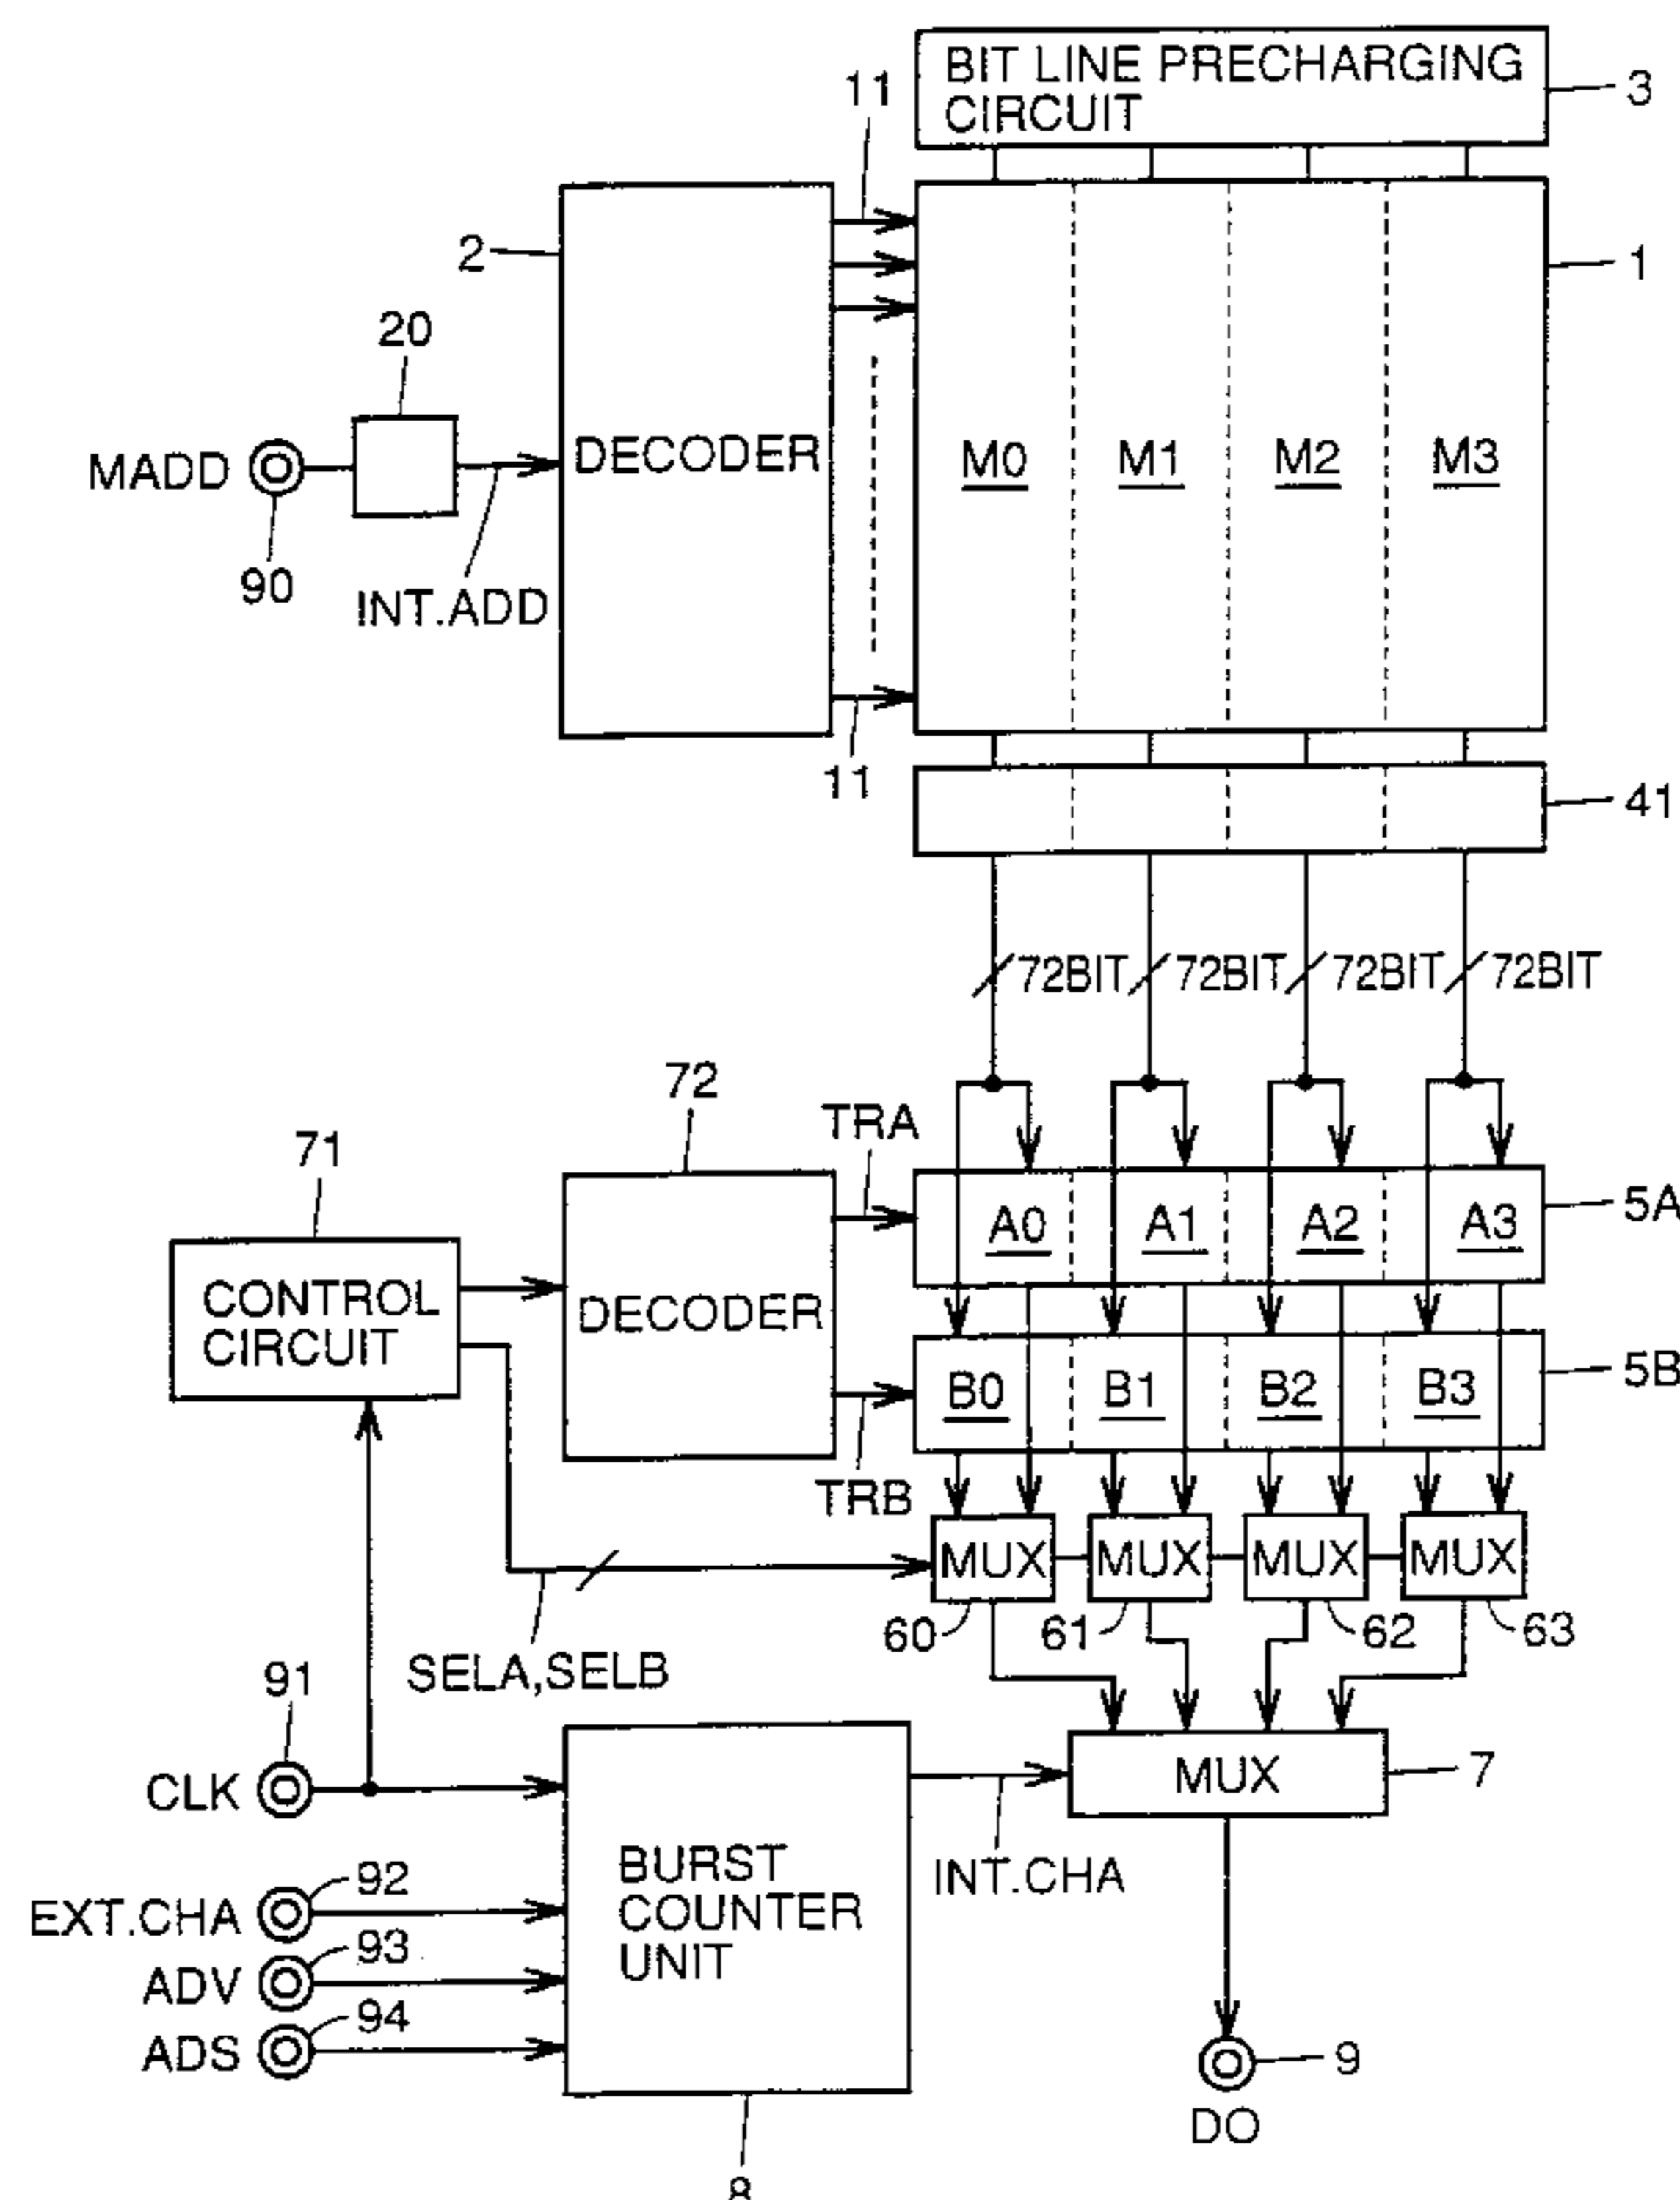 BIT LINE PRECHARGING
CIRCUIT
3
11
2
1
20
DECODER
M0 M1 M2 M3
MADD
90
INT.ADD
11
41
72BIT 72BIT 72BIT 72BIT
72
TRA
71
5A
A0 A1 A2 A3
CONTROL
CIRCUIT
DECODER
5B
B0 B1 B2 B3
TRB
MUX MUX MUX MUX
60 61 62 63
SELA,SELB
91
CLK
MUX
7
BURST
COUNTER
UNIT
INT.CHA
92
EXT.CHA
93
ADV
94
ADS
9
DO
8